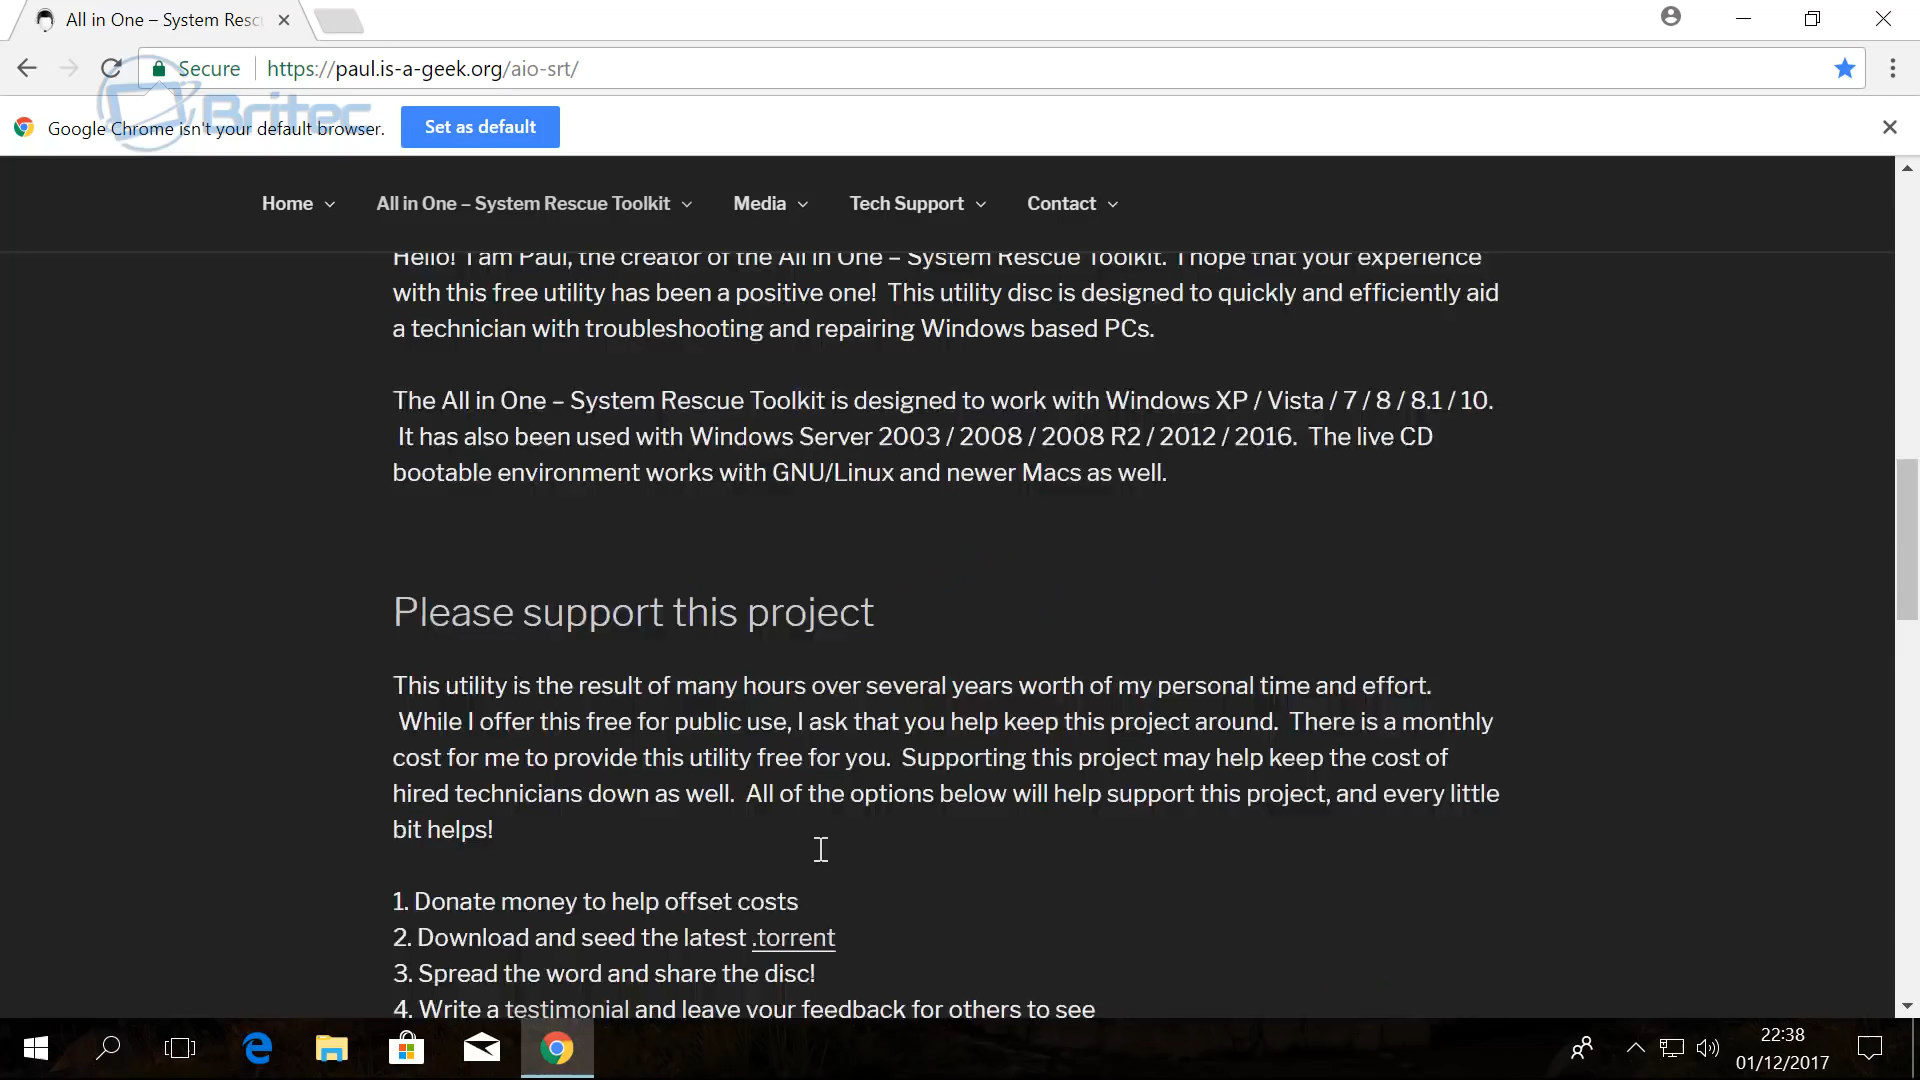 All in One – System Resc
Secure
https://paul.is-a-geek.org/aio-srt/
Britec
Google Chrome isn't your default browser.
Set as default
Home
All in One – System Rescue Toolkit
Media
Tech Support
Contact
Hello! I am Paul, the creator of the All in One – System Rescue Toolkit. I hope that your experience
with this free utility has been a positive one! This utility disc is designed to quickly and efficiently aid
a technician with troubleshooting and repairing Windows based PCs.
The All in One – System Rescue Toolkit is designed to work with Windows XP / Vista / 7 / 8 / 8.1 / 10.
It has also been used with Windows Server 2003 / 2008 / 2008 R2 / 2012 / 2016. The live CD
bootable environment works with GNU/Linux and newer Macs as well.
Please support this project
This utility is the result of many hours over several years worth of my personal time and effort.
While I offer this free for public use, I ask that you help keep this project around. There is a monthly
cost for me to provide this utility free for you. Supporting this project may help keep the cost of
hired technicians down as well. All of the options below will help support this project, and every little
bit helps!
1. Donate money to help offset costs
2. Download and seed the latest .torrent
3. Spread the word and share the disc!
4. Write a testimonial and leave your feedback for others to see
22:38
01/12/2017